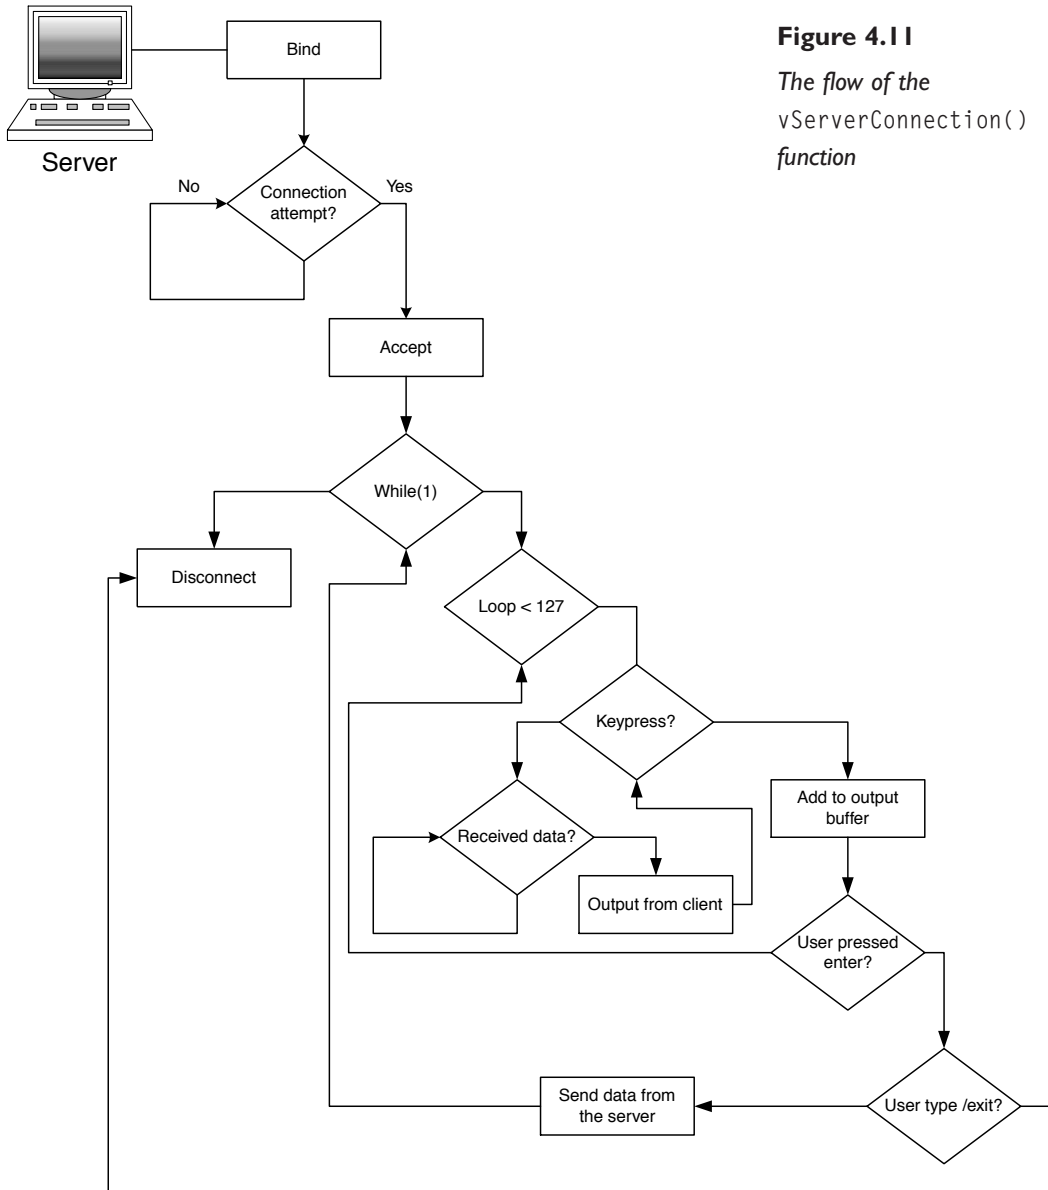 Figure 4.11
The flow of the
vServerConnection()
function
Bind
Server
No
Connection
attempt?
Yes
Accept
While(1)
Disconnect
Loop < 127
Keypress?
Add to output
buffer
Received data?
Output from client
User pressed
enter?
Send data from
the server
User type /exit?